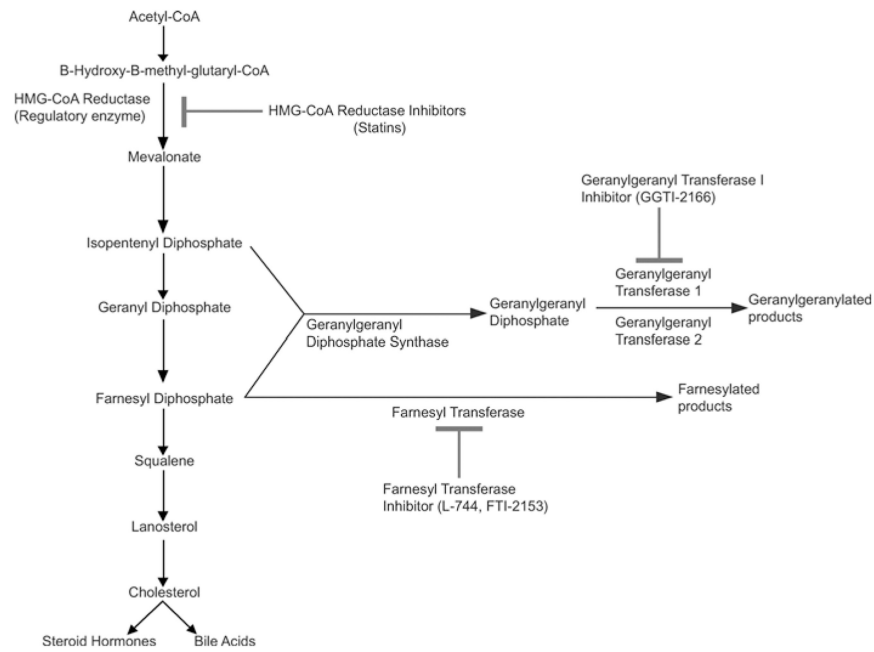 Acetyl-CoA
B-Hydroxy-B-methyl-glutaryl-CoA
HMG-CoA Reductase
(Regulatory enzyme)
HMG-CoA Reductase Inhibitors
(Statins)
Mevalonate
Geranylgeranyl Transferase I
Inhibitor (GGTI-2166)
Isopentenyl Diphosphate
Geranylgeranyl
Transferase 1
Geranyl Diphosphate
Geranylgeranyl
Diphosphate Synthase
Geranylgeranyl
Diphosphate
Geranylgeranyl
Transferase 2
Geranylgeranylated
products
Farnesyl Diphosphate
Farnesyl Transferase
Farnesylated
products
Squalene
Farnesyl Transferase
Inhibitor (L-744, FTI-2153)
Lanosterol
Cholesterol
Steroid Hormones
Bile Acids